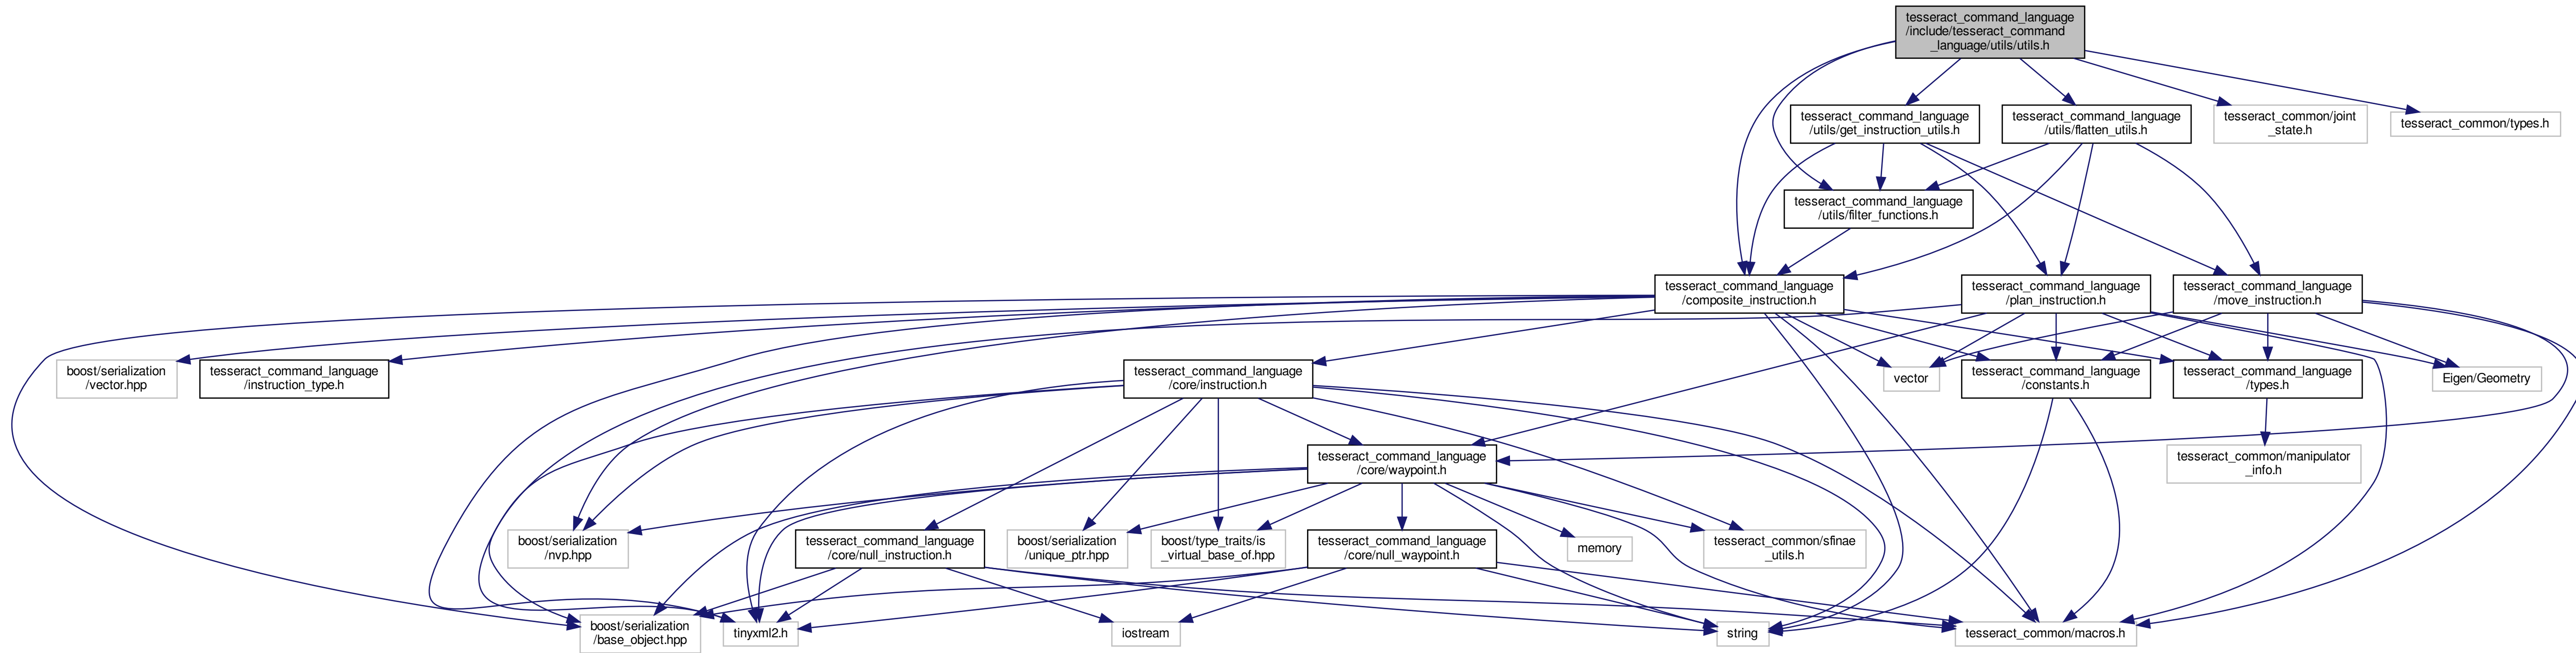 tesseract_command_language
/include/tesseract_command
_language/utils/utils.h
tesseract_command_language
/utils/get_instruction_utils.h
tesseract_command_language
/utils/flatten_utils.h
tesseract_common/joint
_state.h
tesseract_common/types.h
tesseract_command_language
/utils/filter_functions.h
tesseract_command_language
/composite_instruction.h
tesseract_command_language
/plan_instruction.h
tesseract_command_language
/move_instruction.h
boost/serialization
/vector.hpp
tesseract_command_language
/instruction_type.h
tesseract_command_language
/core/instruction.h
vector
tesseract_command_language
/constants.h
tesseract_command_language
/types.h
Eigen/Geometry
tesseract_command_language
/core/waypoint.h
tesseract_common/manipulator
_info.h
boost/serialization
/nvp.hpp
tesseract_command_language
/core/null_instruction.h
boost/serialization
/unique_ptr.hpp
boost/type_traits/is
_virtual_base_of.hpp
tesseract_command_language
/core/null_waypoint.h
memory
tesseract_common/sfinae
_utils.h
boost/serialization
/base_object.hpp
tinyxml2.h
iostream
string
tesseract_common/macros.h